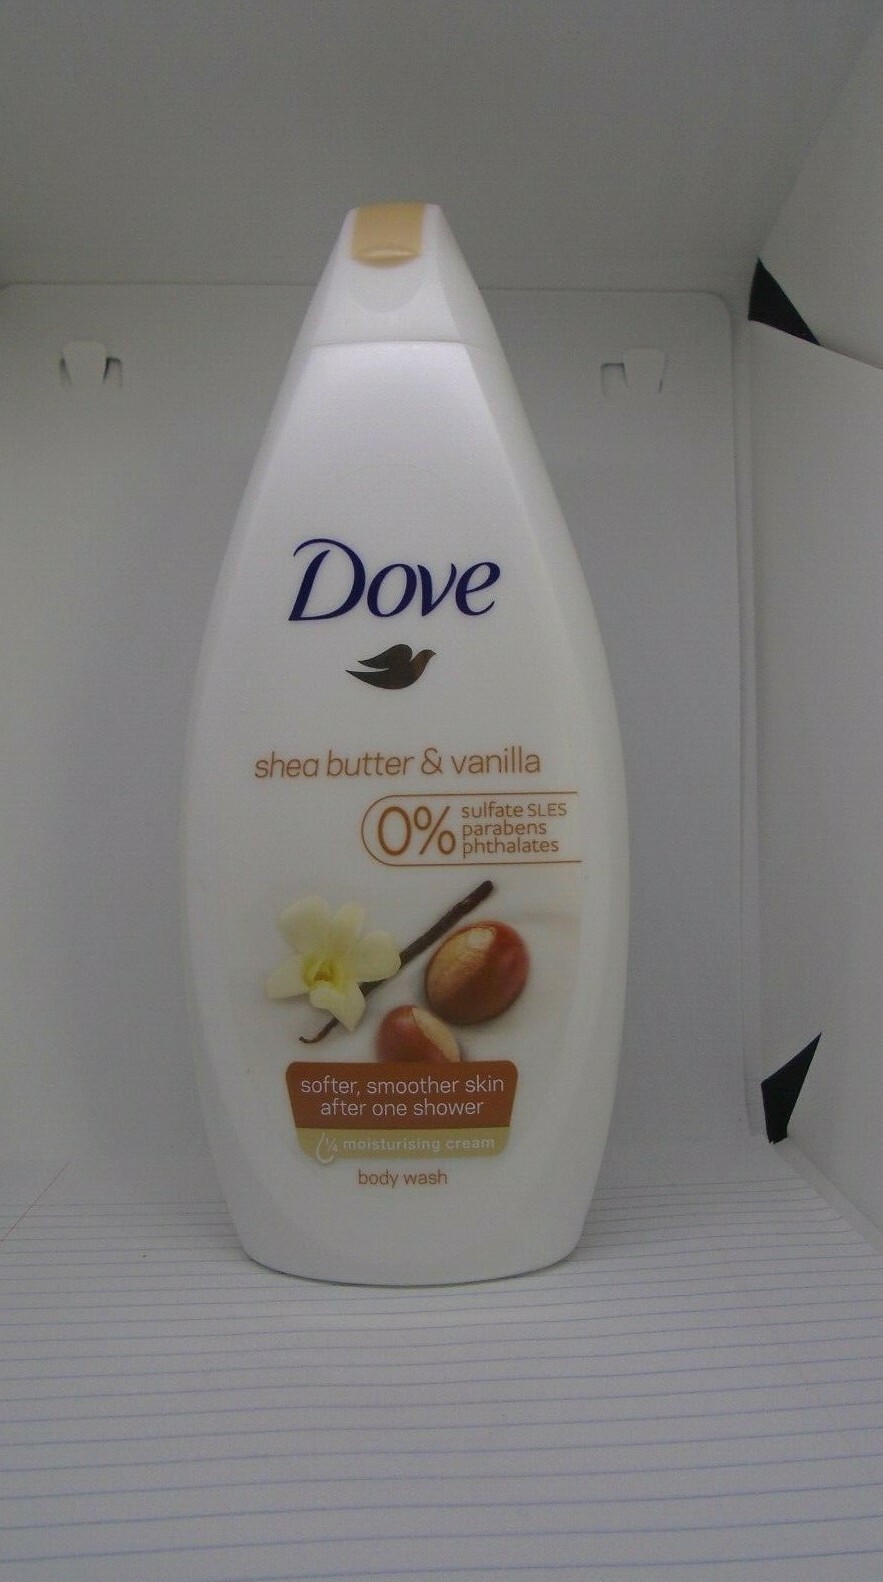 Dove
shea butter & vanilla
0%
sulfate SLES
parabens
phthalates
softer, smoother skin
after one shower
¼ moisturising cream
body wash